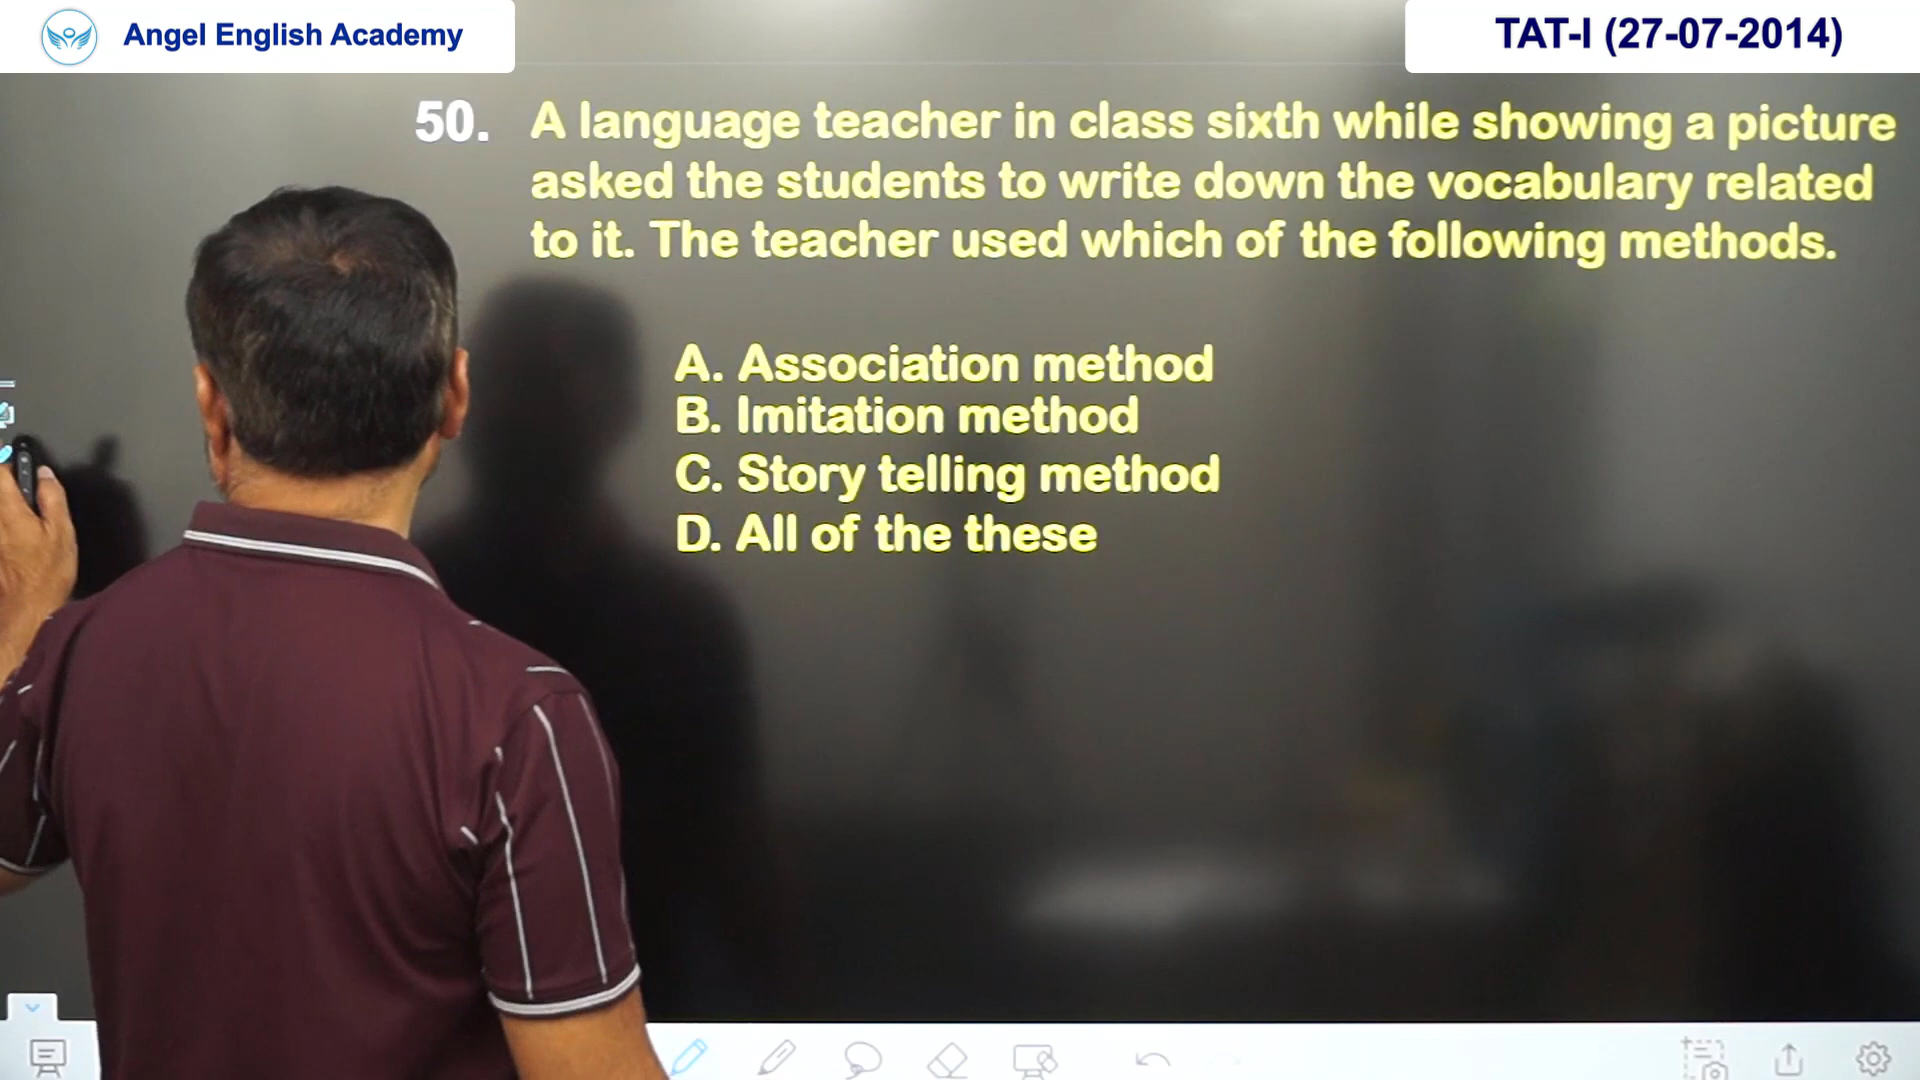 Angel English Academy
TAT-I (27-07-2014)
50. A language teacher in class sixth while showing a picture
asked the students to write down the vocabulary related
to it. The teacher used which of the following methods.
A. Association method
B. Imitation method
C. Story telling method
D. All of the these